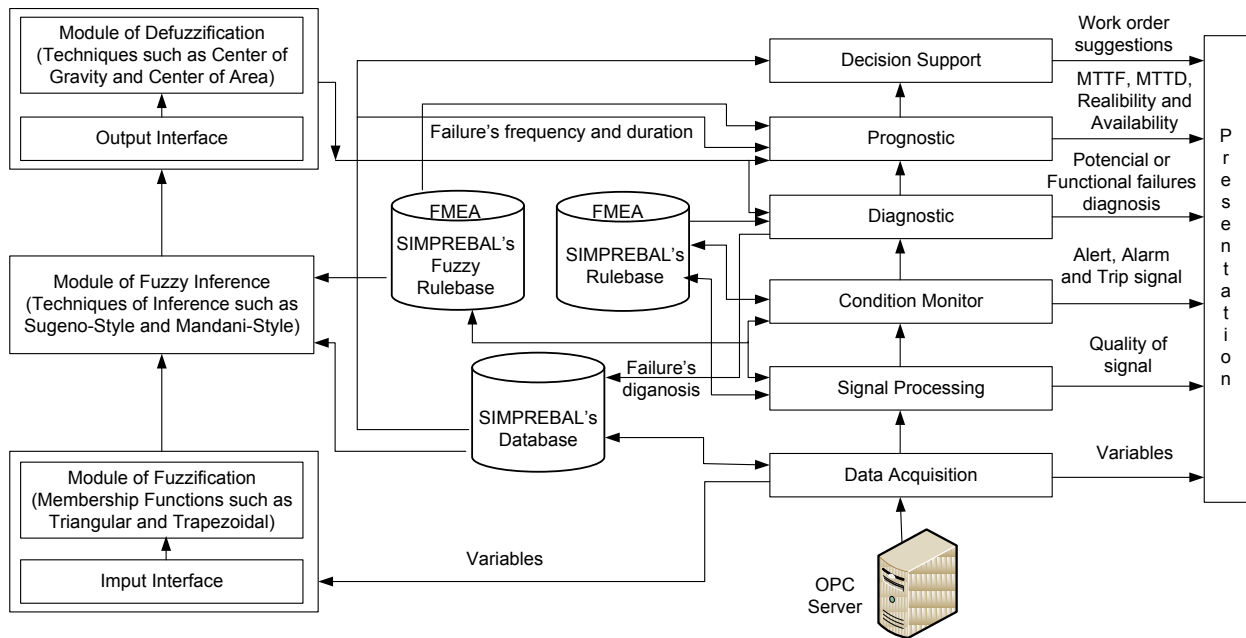 Module of Defuzzification
(Techniques such as Center of
Gravity and Center of Area)
Output Interface
Module of Fuzzy Inference
(Techniques of Inference such as
Sugeno-Style and Mandani-Style)
Module of Fuzzification
(Membership Functions such as
Triangular and Trapezoidal)
Imput Interface
Failure's frequency and duration
FMEA
SIMPREBAL's
Fuzzy
Rulebase
FMEA
SIMPREBAL's
Rulebase
Failure's
diganosis
SIMPREBAL's
Database
Variables
Decision Support
Prognostic
Diagnostic
Condition Monitor
Signal Processing
Data Acquisition
OPC
Server
Work order
suggestions
MTTF, MTTD,
Realibility and
Availability
Potencial or
Functional failures
diagnosis
Alert, Alarm
and Trip signal
Quality of
signal
Variables
Presentation